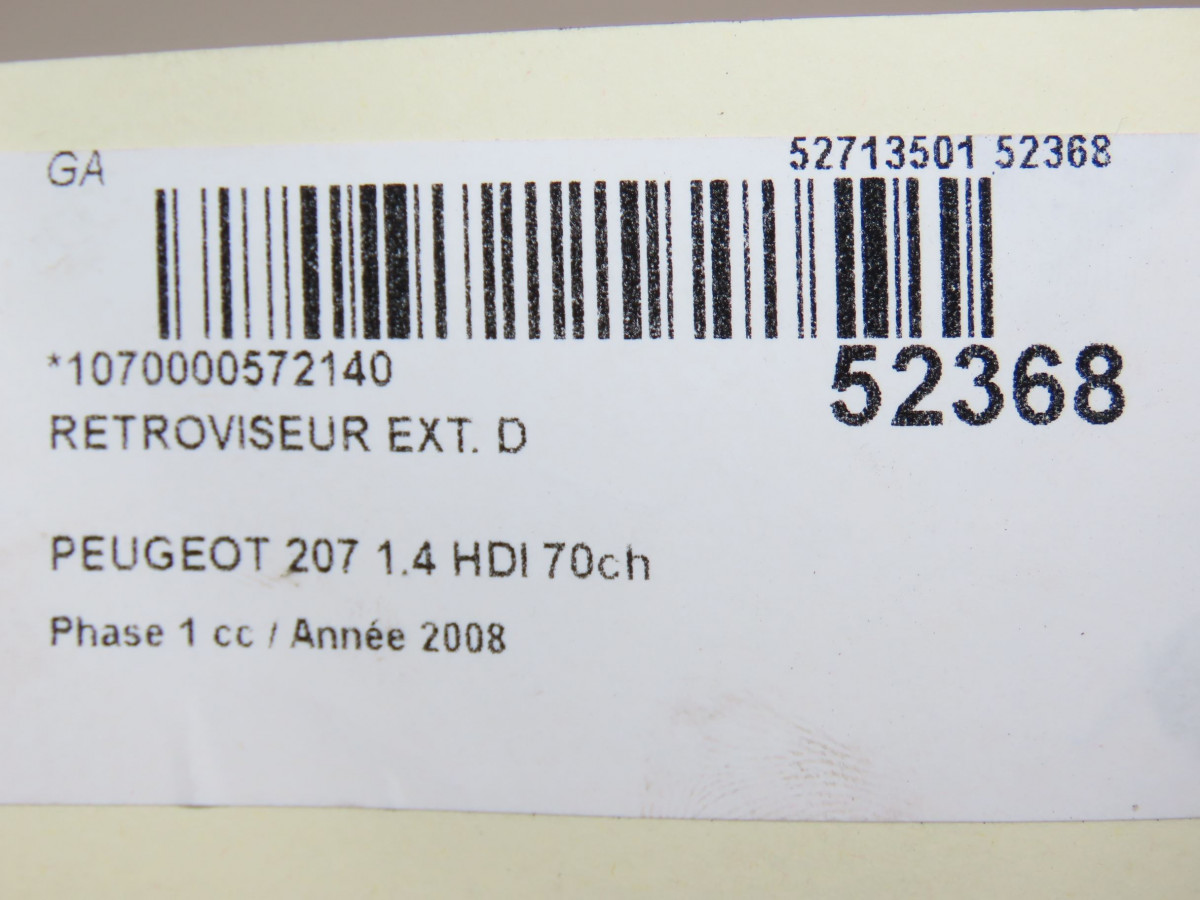 GA
52713501 52368
*1070000572140
52368
RETROVISEUR EXT. D
PEUGEOT 207 1.4 HDI 70ch
Phase 1 cc / Année 2008